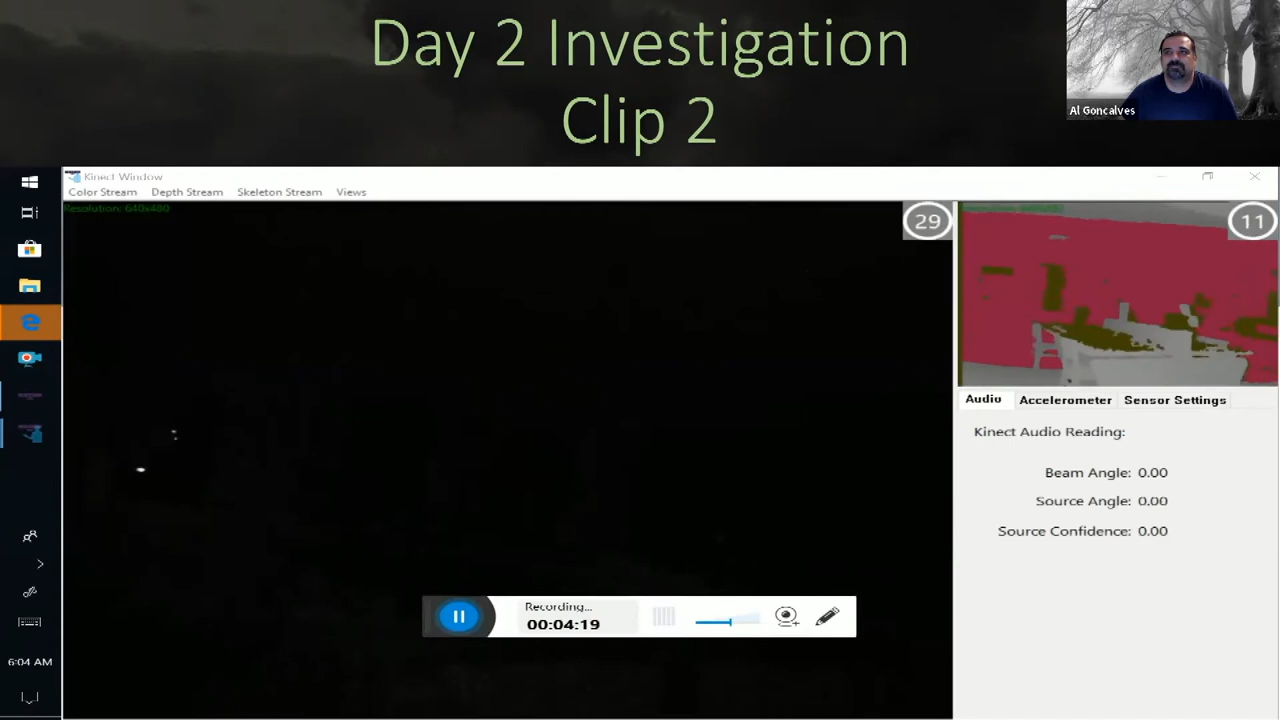 Day 2 Investigation
Clip 2
Al Goncalves
Kinect Window
Color Stream Depth Stream Skeleton Stream Views
Resolution: 640x480
29
11
Audio Accelerometer Sensor Settings
Kinect Audio Reading:
Beam Angle: 0.00
Source Angle: 0.00
Source Confidence: 0.00
Recording...
00:04:19
6:04 AM